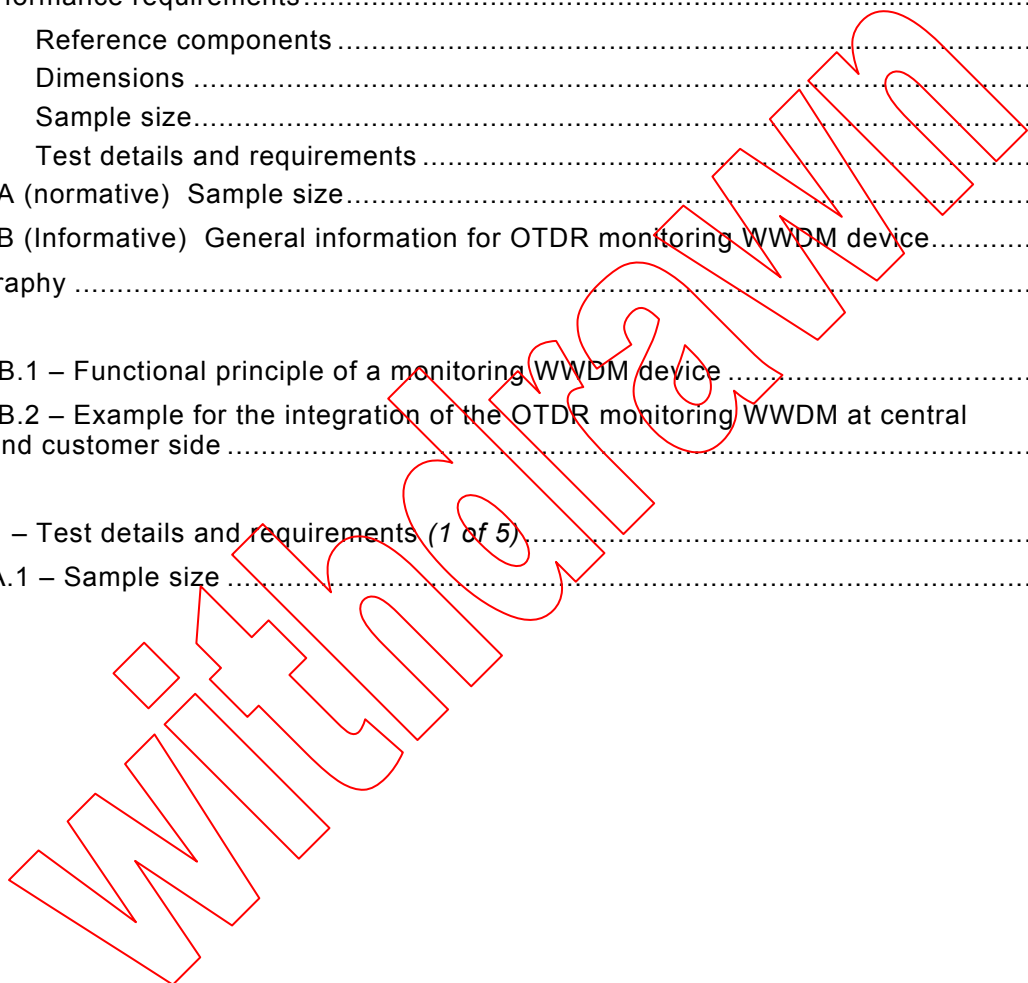 formance requirements
Reference components
Dimensions
Sample size
Test details and requirements
A (normative) Sample size
B (Informative) General information for OTDR monitoring WWDM device
raphy
B.1 – Functional principle of a monitoring WWDM device
B.2 – Example for the integration of the OTDR monitoring WWDM at central
nd customer side
– Test details and requirements (1 of 5)
A.1 – Sample size
withdrawn